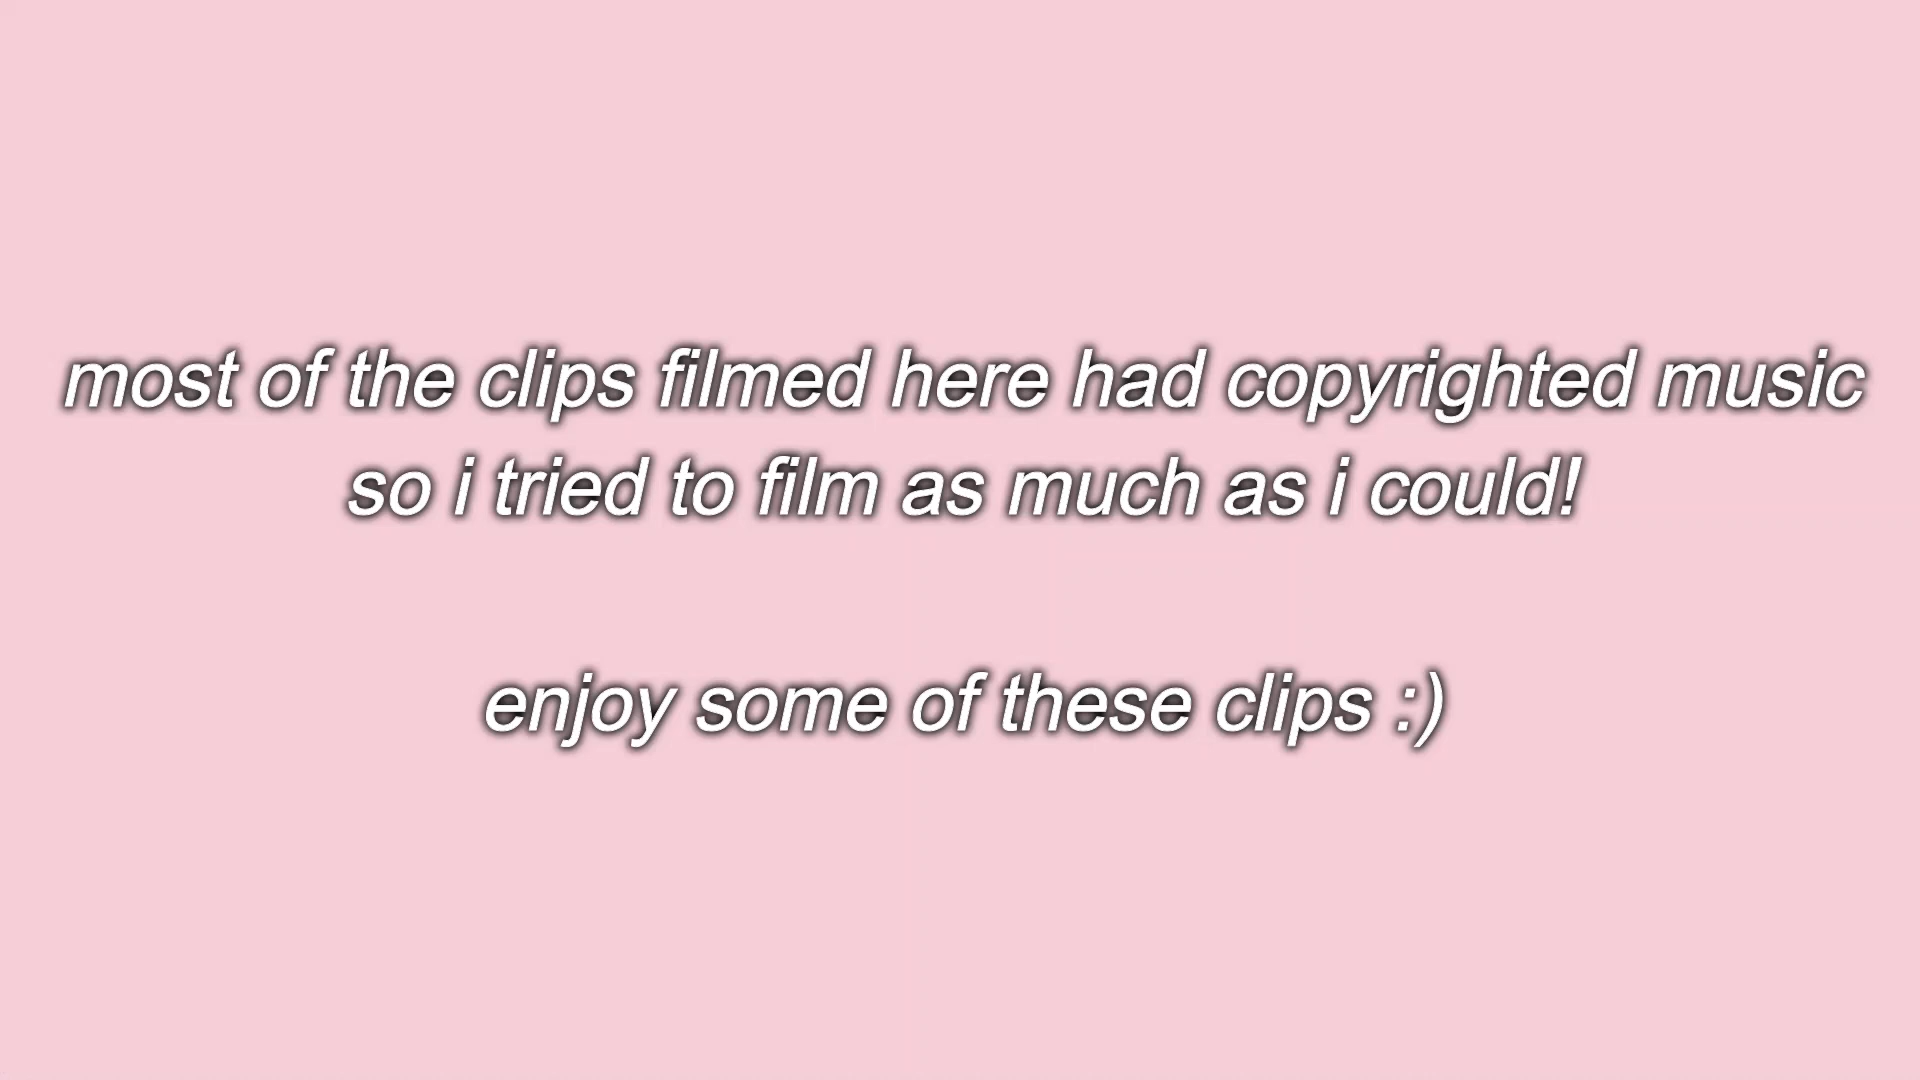 most of the clips filmed here had copyrighted music
so i tried to film as much as i could!
enjoy some of these clips :)